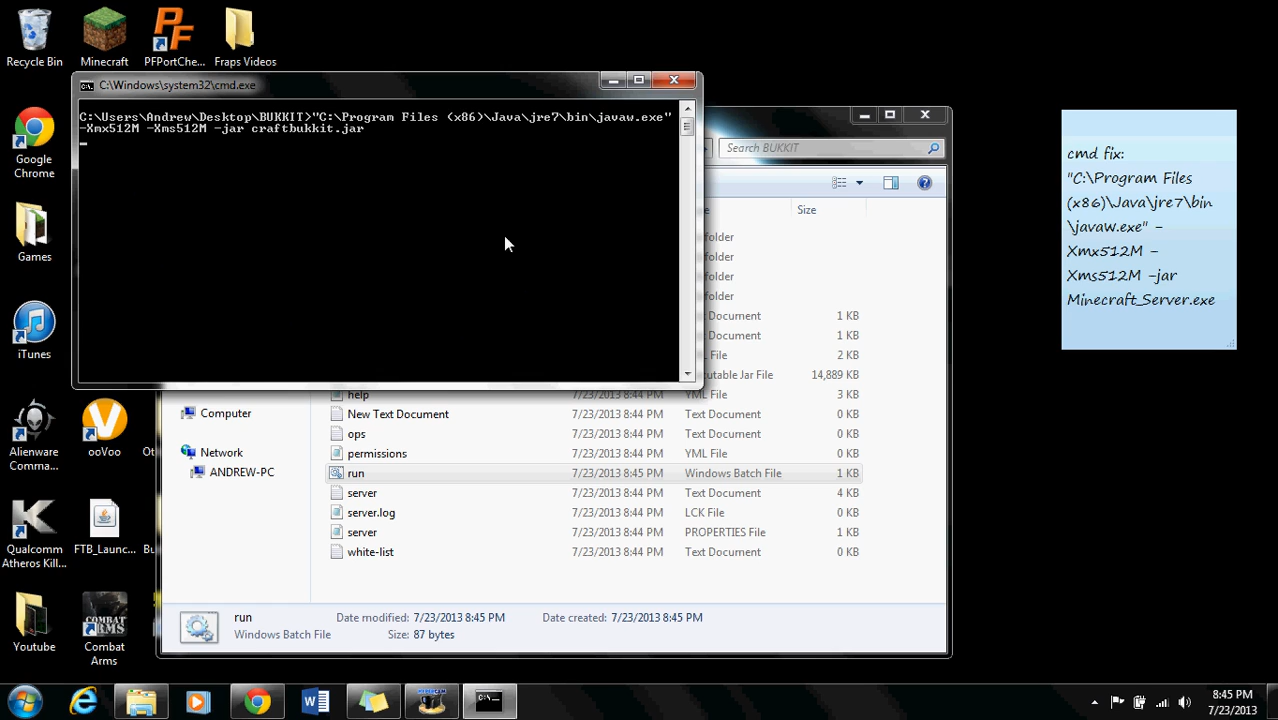 Recycle Bin
Minecraft
PFPortChe...
Fraps Videos
Google
Chrome
Games
iTunes
Alienware
Comma...
ooVoo
Ot
Qualcomm
Atheros Kill...
FTB_Launc...
Bu
Youtube
Combat
Arms
C:\Windows\system32\cmd.exe
C:\Users\Andrew\Desktop\BUKKIT>"C:\Program Files (x86)\Java\jre7\bin\javaw.exe"
-Xmx512M -Xms512M -jar craftbukkit.jar
Search BUKKIT
Size
folder
folder
folder
folder
Text Document 1 KB
Text Document 1 KB
File 2 KB
Jar File 14,889 KB
help 7/23/2013 8:44 PM YML File 3 KB
New Text Document 7/23/2013 8:44 PM Text Document 0 KB
ops 7/23/2013 8:44 PM Text Document 0 KB
permissions 7/23/2013 8:44 PM YML File 0 KB
run 7/23/2013 8:45 PM Windows Batch File 1 KB
server 7/23/2013 8:44 PM Text Document 4 KB
server.log 7/23/2013 8:44 PM LCK File 0 KB
server 7/23/2013 8:44 PM PROPERTIES File 1 KB
white-list 7/23/2013 8:44 PM Text Document 0 KB
Computer
Network
ANDREW-PC
run Date modified: 7/23/2013 8:45 PM Date created: 7/23/2013 8:45 PM
Windows Batch File Size: 87 bytes
cmd fix:
"C:\Program Files
(x86)\Java\jre7\bin
\javaw.exe" -
Xmx512M -
Xms512M -jar
Minecraft_Server.exe
8:45 PM
7/23/2013